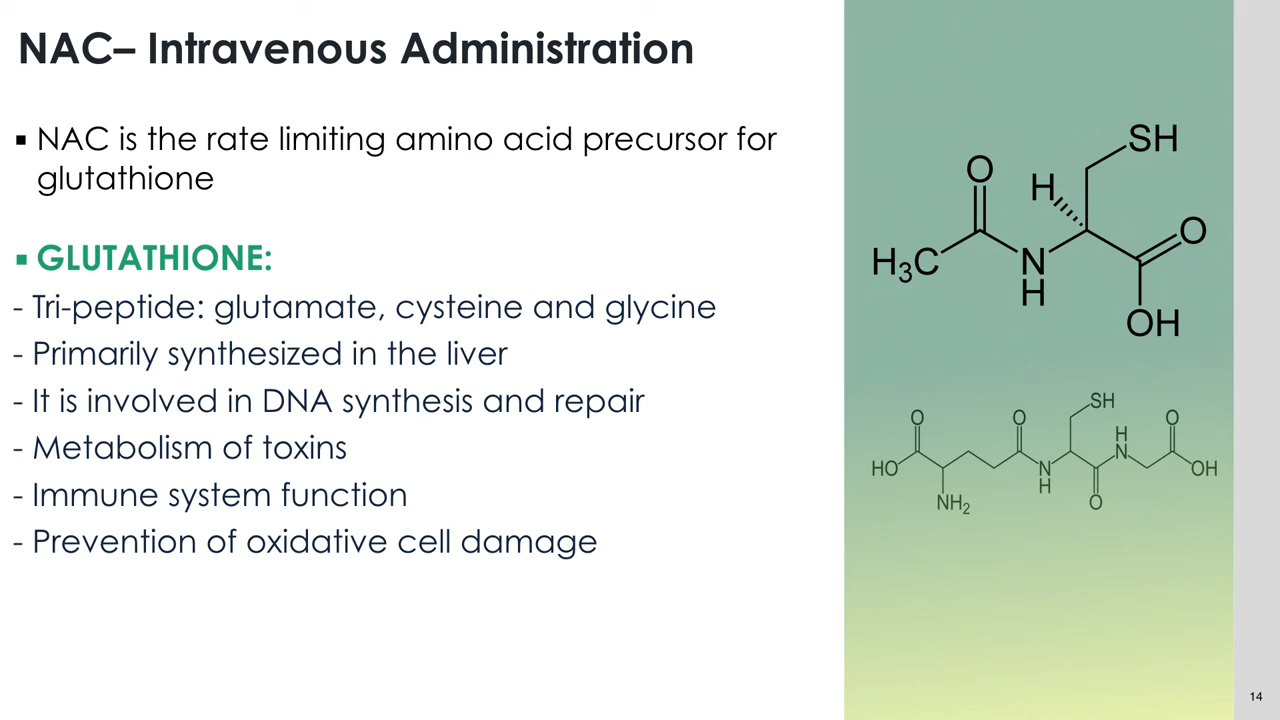 NAC– Intravenous Administration
▪ NAC is the rate limiting amino acid precursor for
glutathione
▪ GLUTATHIONE:
- Tri-peptide: glutamate, cysteine and glycine
- Primarily synthesized in the liver
- It is involved in DNA synthesis and repair
- Metabolism of toxins
- Immune system function
- Prevention of oxidative cell damage
SH
O
H
O
H₃C
N
H
OH
SH
O
O
H
N
O
HO
N
H
OH
NH₂
O
14